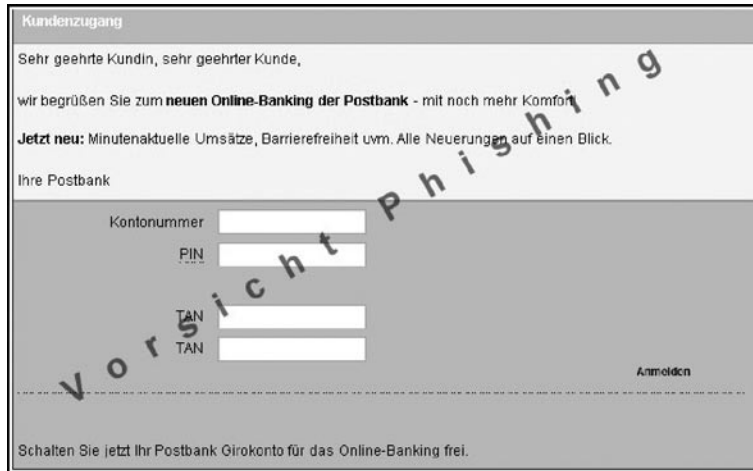 Kundenzugang
Sehr geehrte Kundin, sehr geehrter Kunde,
wir begrüßen Sie zum neuen Online-Banking der Postbank - mit noch mehr Komfort!
Jetzt neu: Minutenaktuelle Umsätze, Barrierefreiheit uvm. Alle Neuerungen auf einen Blick.
Ihre Postbank
Kontonummer
PIN
TAN
TAN
Anmelden
Schalten Sie jetzt Ihr Postbank Girokonto für das Online-Banking frei.
Vorsicht Phishing